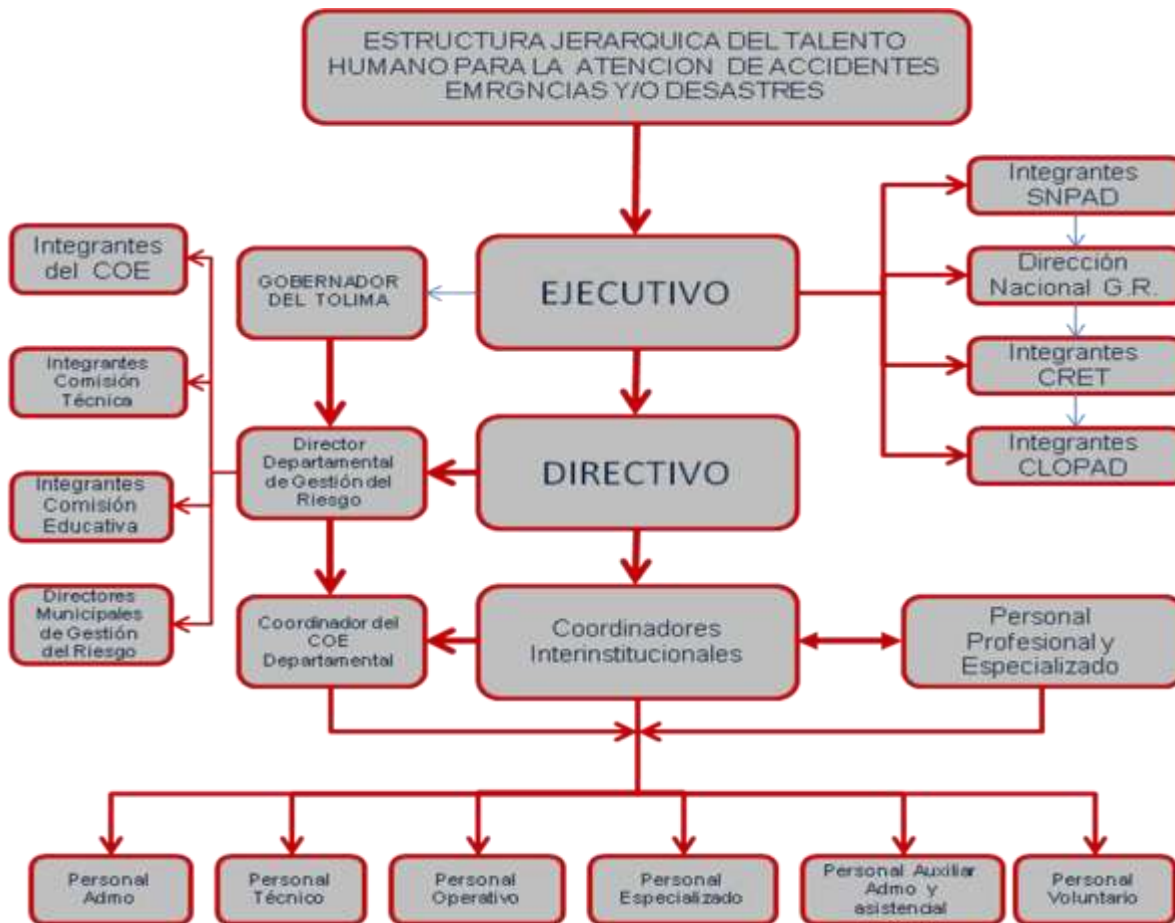 ESTRUCTURA JERARQUICA DEL TALENTO
HUMANO PARA LA ATENCION DE ACCIDENTES
EMRGNCIAS Y/O DESASTRES
Integrantes
SNPAD
Integrantes
del COE
GOBERNADOR
DEL TOLIMA
EJECUTIVO
Dirección
Nacional G.R.
Integrantes
Comisión
Técnica
Integrantes
CRET
Director
Departamental
de Gestión del
Riesgo
DIRECTIVO
Integrantes
CLOPAD
Integrantes
Comisión
Educativa
Directores
Municipales
de Gestión
del Riesgo
Coordinador del
COE
Departamental
Coordinadores
Interinstitucionales
Personal
Profesional y
Especializado
Personal
Admo
Personal
Técnico
Personal
Operativo
Personal
Especializado
Personal Auxiliar
Admo y
asistencial
Personal
Voluntario